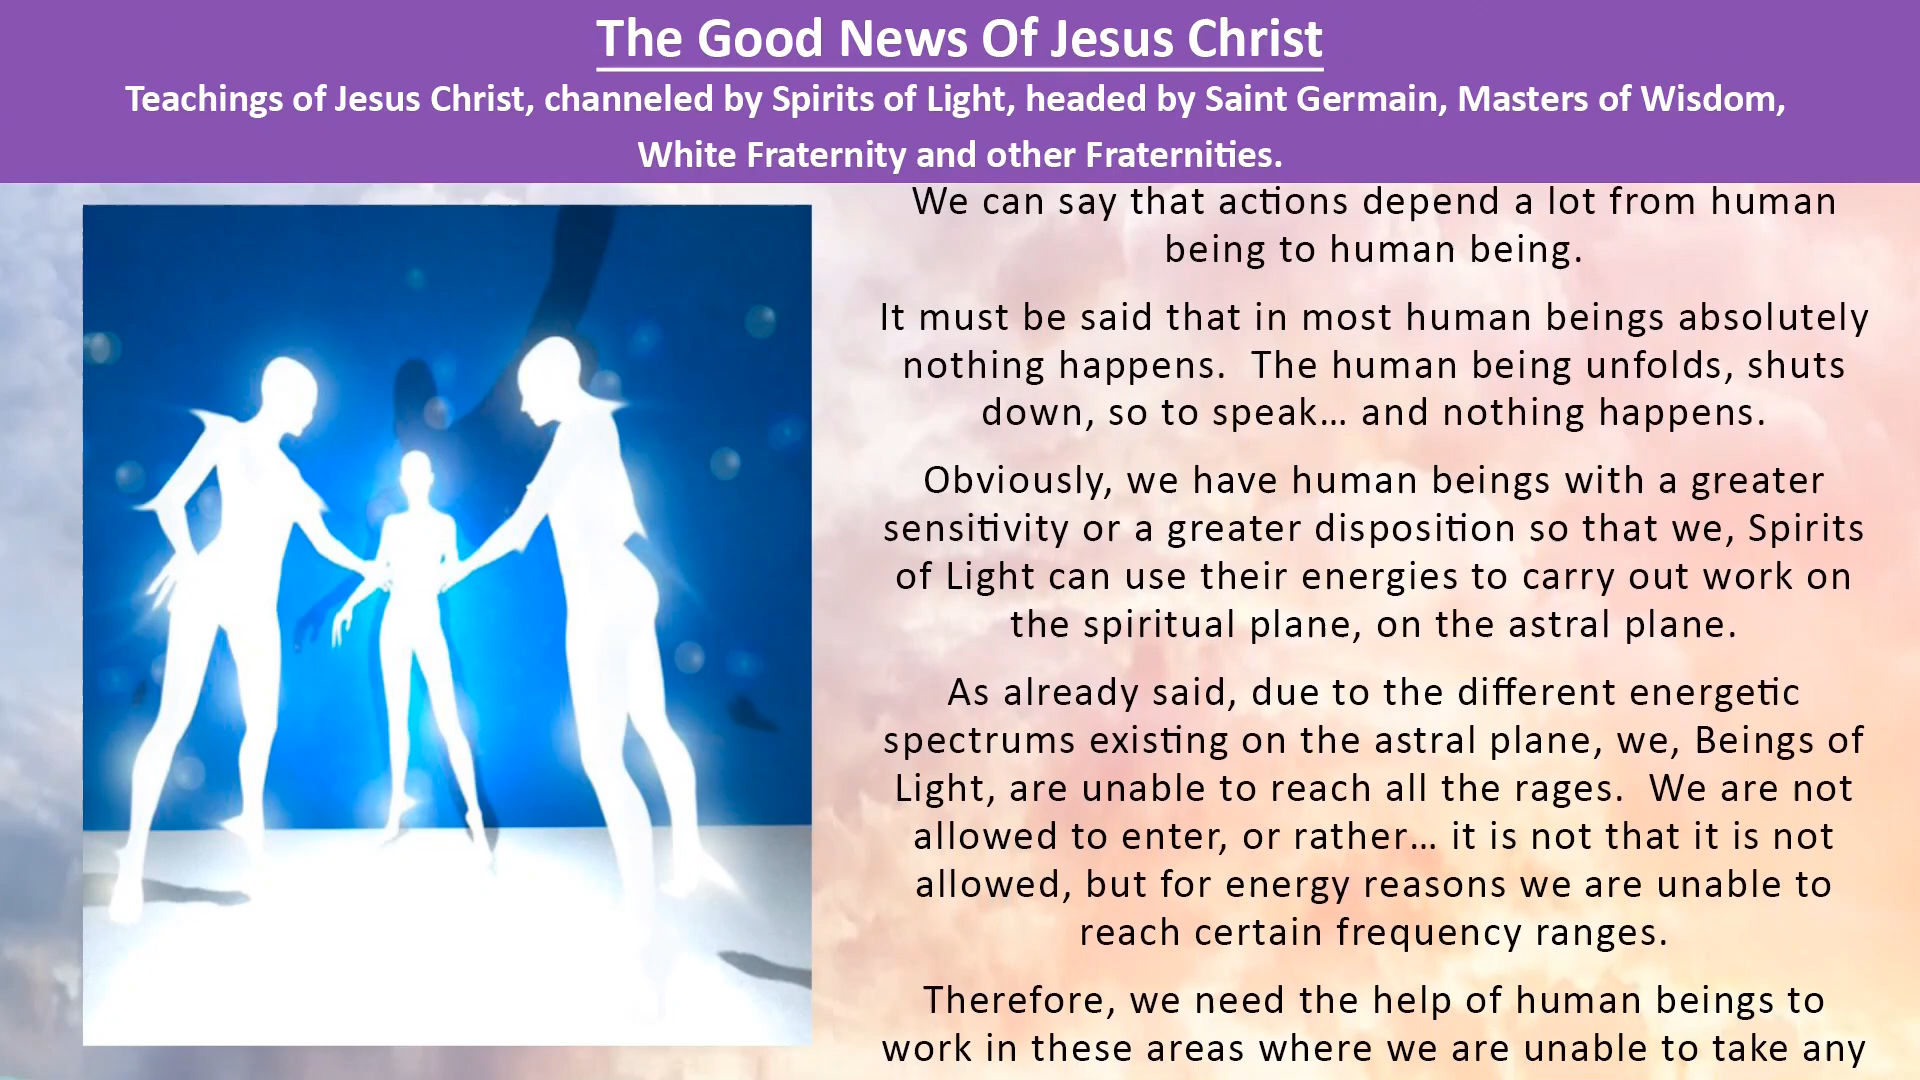 The Good News Of Jesus Christ
Teachings of Jesus Christ, channeled by Spirits of Light, headed by Saint Germain, Masters of Wisdom,
White Fraternity and other Fraternities.
We can say that actions depend a lot from human
being to human being.
It must be said that in most human beings absolutely
nothing happens.  The human being unfolds, shuts
down, so to speak… and nothing happens.
Obviously, we have human beings with a greater
sensitivity or a greater disposition so that we, Spirits
of Light can use their energies to carry out work on
the spiritual plane, on the astral plane.
As already said, due to the different energetic
spectrums existing on the astral plane, we, Beings of
Light, are unable to reach all the rages.  We are not
allowed to enter, or rather… it is not that it is not
allowed, but for energy reasons we are unable to
reach certain frequency ranges.
Therefore, we need the help of human beings to
work in these areas where we are unable to take any